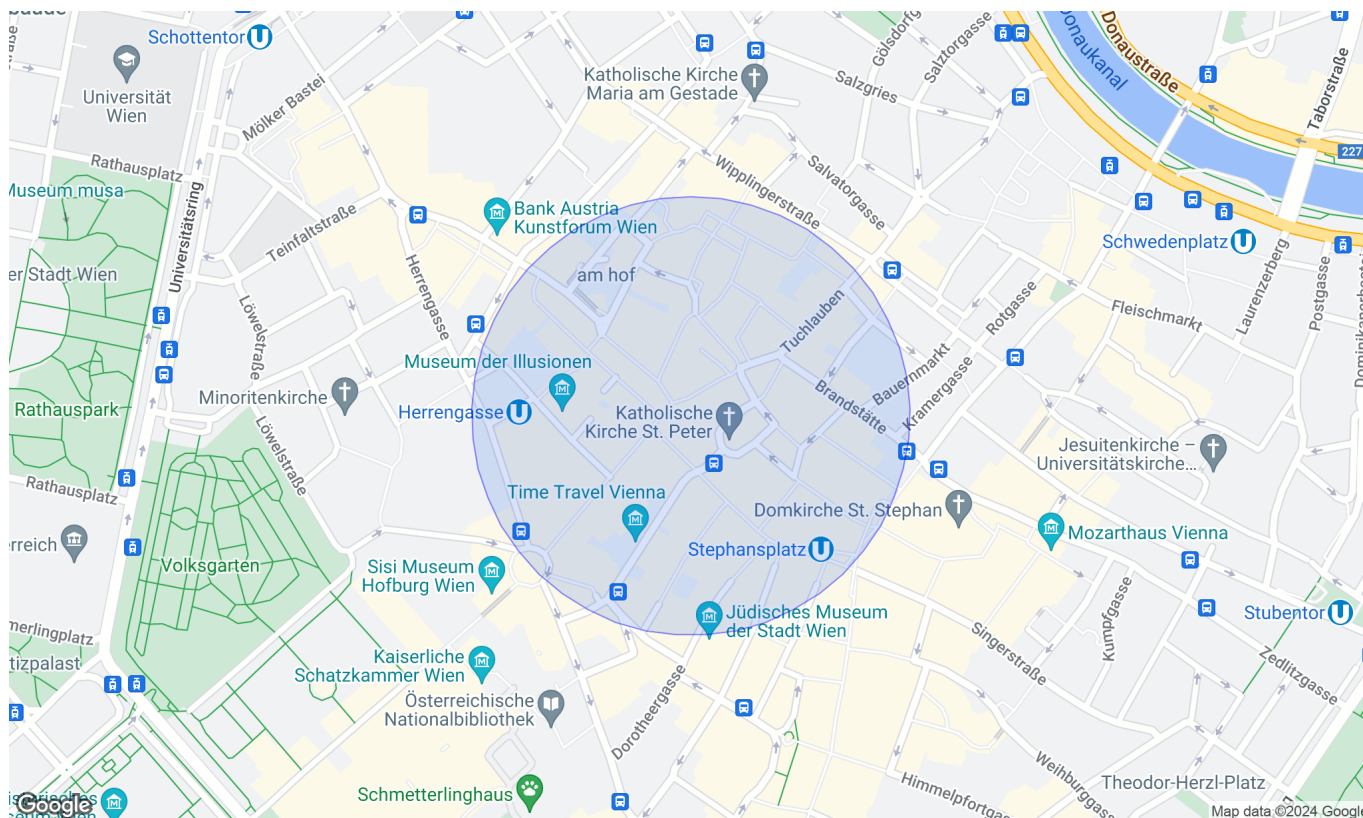 Schottentor
Universität
Wien
Mölker Bastei
Katholische Kirche
Maria am Gestade
Salzgries
Salztorgasse
Donaukanal
Donaustraße
Taborstraße
227
Rathausplatz
Museum musa
Universitätsring
Teinfaltstraße
Bank Austria
Kunstforum Wien
Wipplingerstraße
Salvatorgasse
Schwedenplatz
er Stadt Wien
Herrengasse
am hof
Löwelstraße
Tuchlauben
Rotgasse
Fleischmarkt
Laurenzerberg
Postgasse
Museum der Illusionen
Bauernmarkt
Kramergasse
Brandstätte
Minoritenkirche
Rathauspark
Herrengasse
Löwelstraße
Katholische
Kirche St. Peter
Jesuitenkirche –
Universitätskirche...
Rathausplatz
Time Travel Vienna
Domkirche St. Stephan
Mozarthaus Vienna
erreich
Volksgarten
Stephansplatz
Sisi Museum
Hofburg Wien
Jüdisches Museum
der Stadt Wien
Stubentor
Kumpfgasse
Singerstraße
Zedlitzgasse
merlingplatz
tizpalast
Kaiserliche
Schatzkammer Wien
Österreichische
Nationalbibliothek
Dorotheergasse
Weihburggasse
Himmelpfortgasse
Theodor-Herzl-Platz
Schmetterlinghaus
Google
Map data ©2024 Google